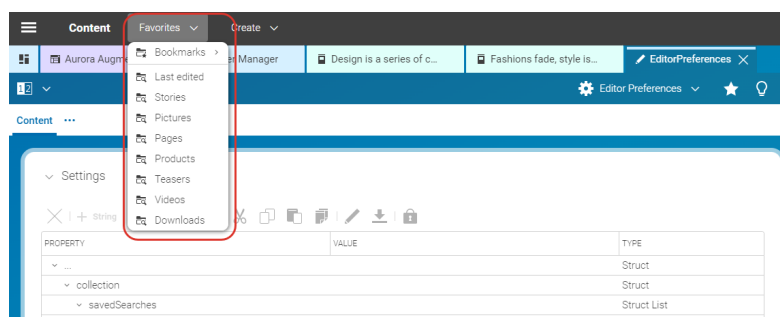 Content Favorites Create
Aurora Augm er Manager Design is a series of c... Fashions fade, style is... EditorPreferences
12 Editor Preferences
Content ...
Bookmarks
Last edited
Stories
Pictures
Pages
Products
Teasers
Videos
Downloads
Settings
String
PROPERTY VALUE TYPE
... Struct
collection Struct
savedSearches Struct List